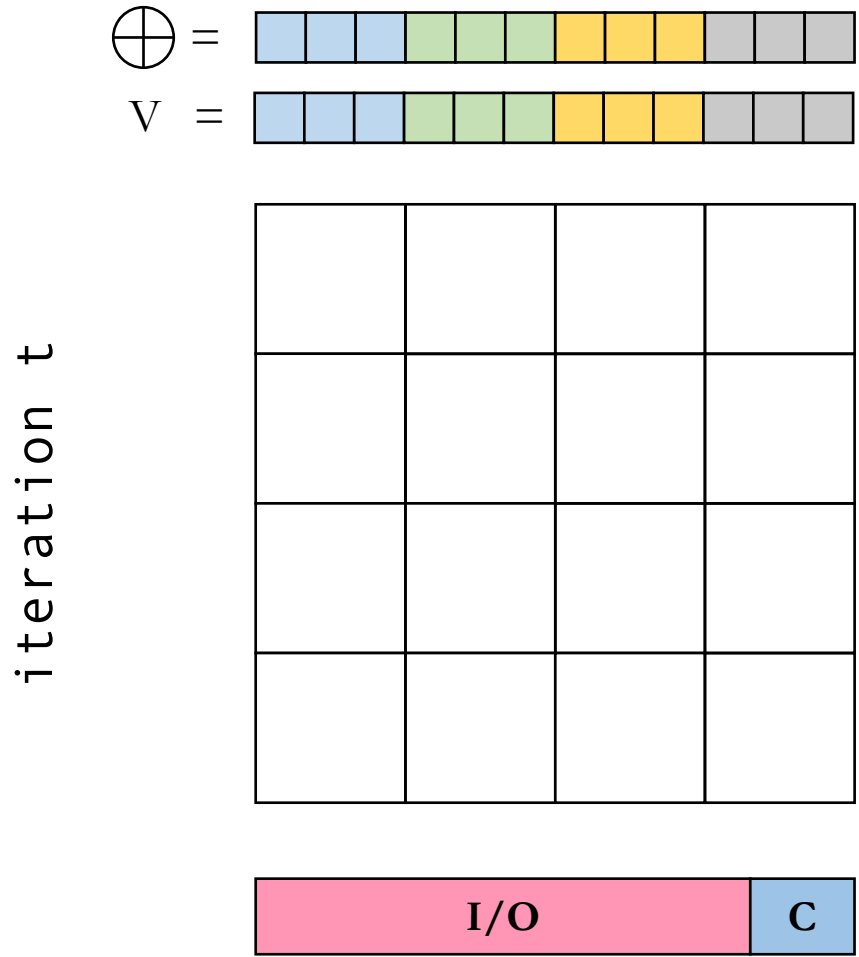 ⊕ =
V =
iteration t
I/O C